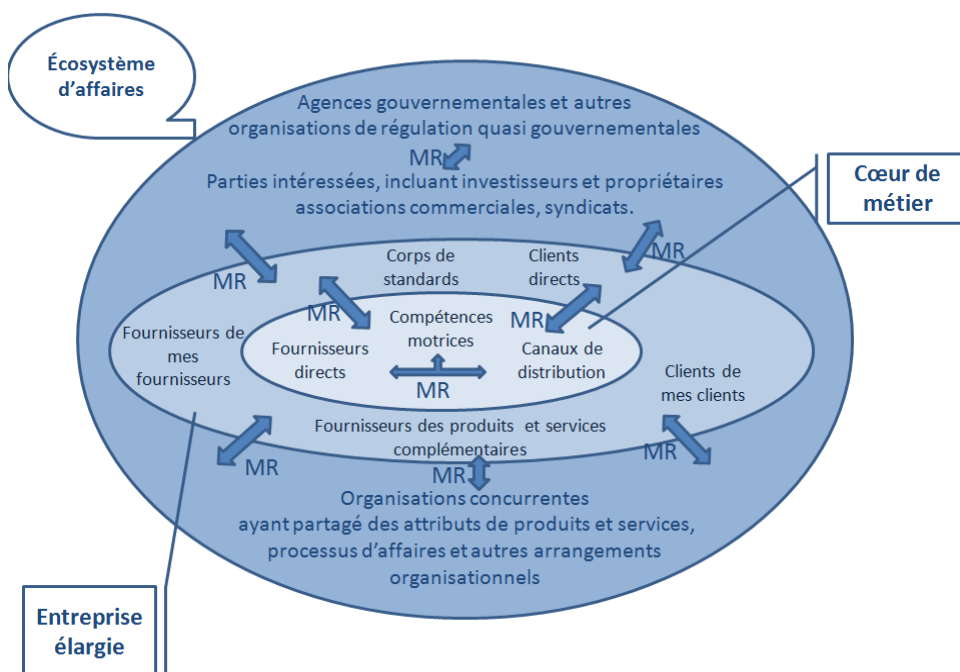 Écosystème
d'affaires
Agences gouvernementales et autres
organisations de régulation quasi gouvernementales
MR
Parties intéressées, incluant investisseurs et propriétaires
associations commerciales, syndicats.
Cœur de
métier
MR
MR
Corps de
standards
Clients
directs
MR
MR
Compétences
motrices
Fournisseurs de
mes
fournisseurs
Fournisseurs
directs
Canaux de
distribution
MR
Clients de
mes clients
Fournisseurs des produits et services
complémentaires
MR
MR
MR
Organisations concurrentes
ayant partagé des attributs de produits et services,
processus d'affaires et autres arrangements
organisationnels
Entreprise
élargie